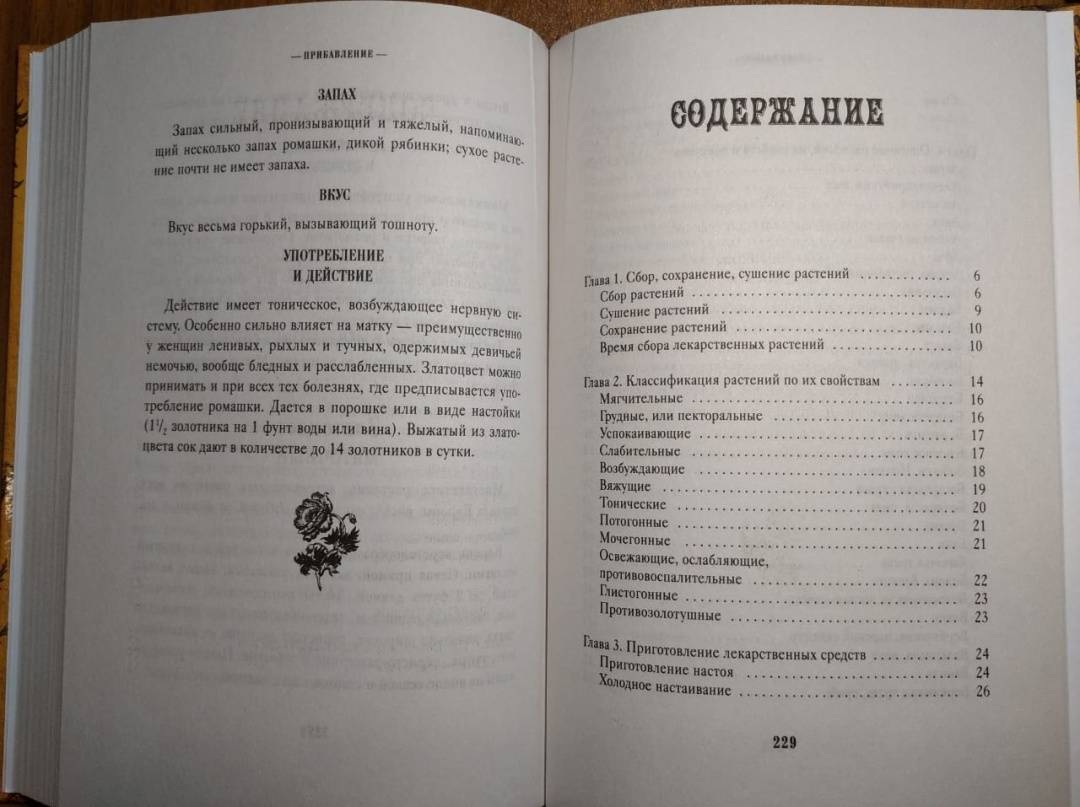 — ПРИБАВЛЕНИЕ —
ЗАПАХ
Запах сильный, пронизывающий и тяжелый, напоминаю-
щий несколько запах ромашки, дикой рябинки; сухое расте-
ние почти не имеет запаха.
ВКУС
Вкус весьма горький, вызывающий тошноту.
УПОТРЕБЛЕНИЕ
И ДЕЙСТВИЕ
Действие имеет тоническое, возбуждающее нервную си-
стему. Особенно сильно влияет на матку — преимущественно
у женщин ленивых, рыхлых и тучных, одержимых девичьей
немочью, вообще бледных и расслабленных. Златоцвет можно
принимать и при всех тех болезнях, где предписывается упо-
требление ромашки. Дается в порошке или в виде настойки
(1¹/₂ золотника на 1 фунт воды или вина). Выжатый из злато-
цвета сок дают в количестве до 14 золотников в сутки.
СОДЕРЖАНИЕ
Глава 1. Сбор, сохранение, сушение растений . . . . . . . . . . . . 6
Сбор растений . . . . . . . . . . . . . . . . . . . . . . . . . . . . . . . 6
Сушение растений . . . . . . . . . . . . . . . . . . . . . . . . . . . . 9
Сохранение растений . . . . . . . . . . . . . . . . . . . . . . . . . . 10
Время сбора лекарственных растений . . . . . . . . . . . . . . . 10
Глава 2. Классификация растений по их свойствам . . . . . . . . 14
Мягчительные . . . . . . . . . . . . . . . . . . . . . . . . . . . . . . . 16
Грудные, или пекторальные . . . . . . . . . . . . . . . . . . . . . . 16
Успокаивающие . . . . . . . . . . . . . . . . . . . . . . . . . . . . . . 17
Слабительные . . . . . . . . . . . . . . . . . . . . . . . . . . . . . . . 17
Возбуждающие . . . . . . . . . . . . . . . . . . . . . . . . . . . . . . 18
Вяжущие . . . . . . . . . . . . . . . . . . . . . . . . . . . . . . . . . . . 19
Тонические . . . . . . . . . . . . . . . . . . . . . . . . . . . . . . . . . 20
Потогонные . . . . . . . . . . . . . . . . . . . . . . . . . . . . . . . . . 21
Мочегонные . . . . . . . . . . . . . . . . . . . . . . . . . . . . . . . . 21
Освежающие, ослабляющие,
противовоспалительные . . . . . . . . . . . . . . . . . . . . . . . . 22
Глистогонные . . . . . . . . . . . . . . . . . . . . . . . . . . . . . . . . 23
Противозолотушные . . . . . . . . . . . . . . . . . . . . . . . . . . . 23
Глава 3. Приготовление лекарственных средств . . . . . . . . . . 24
Приготовление настоя . . . . . . . . . . . . . . . . . . . . . . . . . . 24
Холодное настаивание . . . . . . . . . . . . . . . . . . . . . . . . . . 26
229